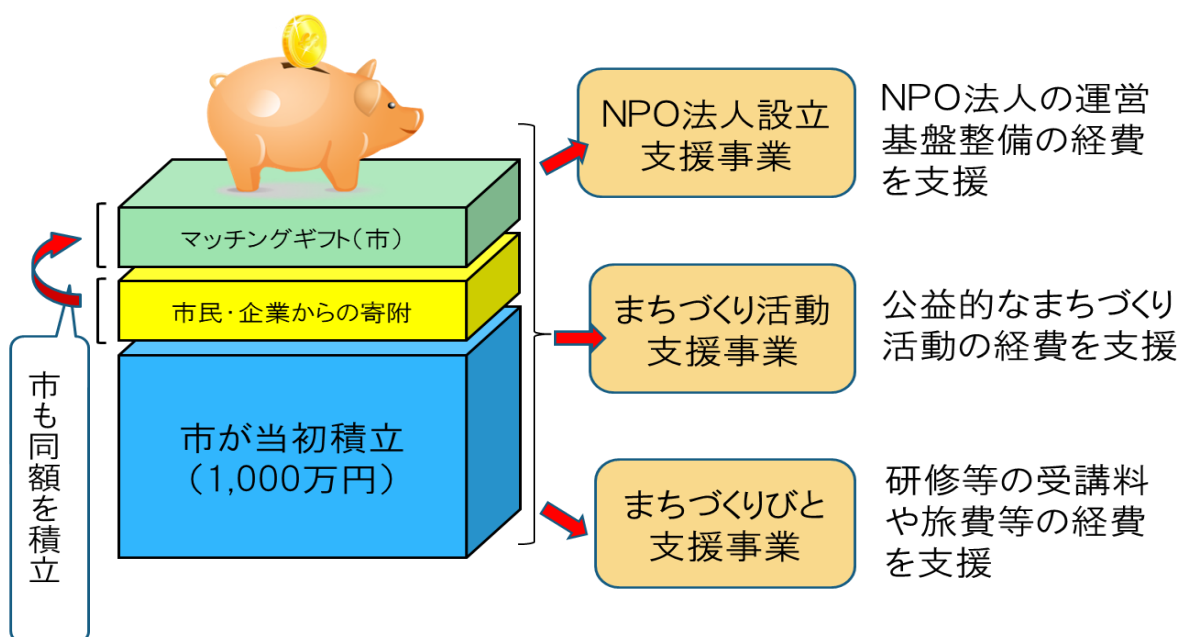 マッチングギフト(市)
市民・企業からの寄附
市が当初積立
(1,000万円)
市も同額を積立
NPO法人設立
支援事業
NPO法人の運営
基盤整備の経費
を支援
まちづくり活動
支援事業
公益的なまちづくり
活動の経費を支援
まちづくりびと
支援事業
研修等の受講料
や旅費等の経費
を支援